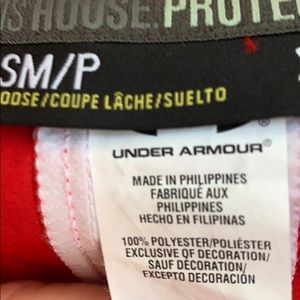 HOUSE. PROTE
SM/P
OOSE/COUPE LÂCHE/SUELTO
UNDER ARMOUR®
MADE IN PHILIPPINES
FABRIQUÉ AUX
PHILIPPINES
HECHO EN FILIPINAS
100% POLYESTER/POLIÉSTER
EXCLUSIVE OF DECORATION/
SAUF DÉCORATION/
EXCEPTO DECORACIÓN